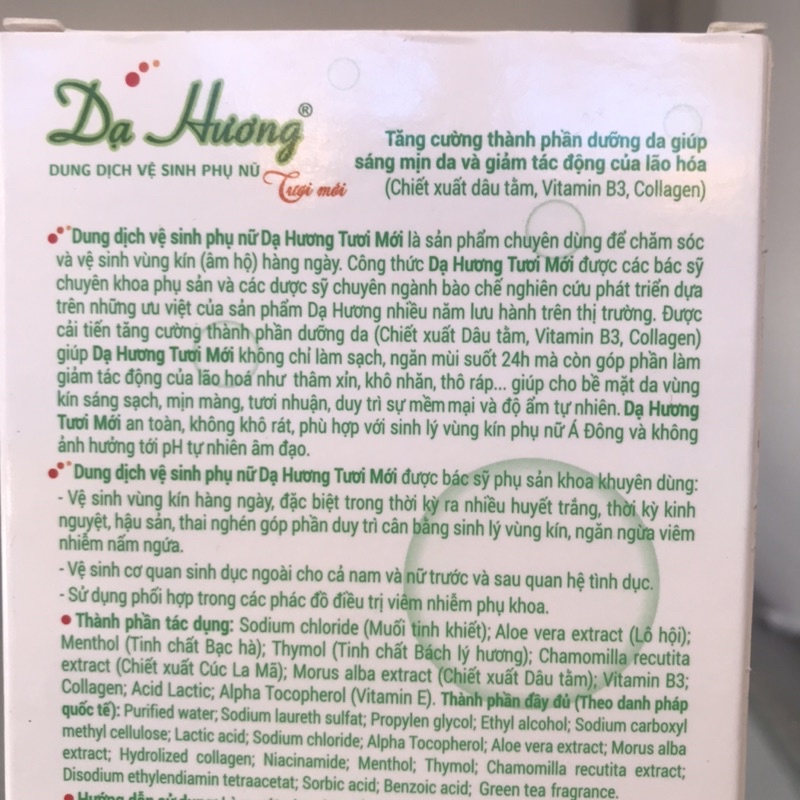 Dạ Hương®
DUNG DỊCH VỆ SINH PHỤ NỮ
Tươi mới
Tăng cường thành phần dưỡng da giúp
sáng mịn da và giảm tác động của lão hóa
(Chiết xuất dâu tằm, Vitamin B3, Collagen)
Dung dịch vệ sinh phụ nữ Dạ Hương Tươi Mới là sản phẩm chuyên dùng để chăm sóc
và vệ sinh vùng kín (âm hộ) hàng ngày. Công thức Dạ Hương Tươi Mới được các bác sỹ
chuyên khoa phụ sản và các dược sỹ chuyên ngành bào chế nghiên cứu phát triển dựa
trên những ưu việt của sản phẩm Dạ Hương nhiều năm lưu hành trên thị trường. Được
cải tiến tăng cường thành phần dưỡng da (Chiết xuất Dâu tằm, Vitamin B3, Collagen)
giúp Dạ Hương Tươi Mới không chỉ làm sạch, ngăn mùi suốt 24h mà còn góp phần làm
giảm tác động của lão hoá như thâm xỉn, khô nhăn, thô ráp... giúp cho bề mặt da vùng
kín sáng sạch, mịn màng, tươi nhuận, duy trì sự mềm mại và độ ẩm tự nhiên. Dạ Hương
Tươi Mới an toàn, không khô rát, phù hợp với sinh lý vùng kín phụ nữ Á Đông và không
ảnh hưởng tới pH tự nhiên âm đạo.
Dung dịch vệ sinh phụ nữ Dạ Hương Tươi Mới được bác sỹ phụ sản khoa khuyên dùng:
- Vệ sinh vùng kín hàng ngày, đặc biệt trong thời kỳ ra nhiều huyết trắng, thời kỳ kinh
nguyệt, hậu sản, thai nghén góp phần duy trì cân bằng sinh lý vùng kín, ngăn ngừa viêm
nhiễm nấm ngứa.
- Vệ sinh cơ quan sinh dục ngoài cho cả nam và nữ trước và sau quan hệ tình dục.
- Sử dụng phối hợp trong các phác đồ điều trị viêm nhiễm phụ khoa.
• Thành phần tác dụng: Sodium chloride (Muối tinh khiết); Aloe vera extract (Lô hội);
Menthol (Tinh chất Bạc hà); Thymol (Tinh chất Bách lý hương); Chamomilla recutita
extract (Chiết xuất Cúc La Mã); Morus alba extract (Chiết xuất Dâu tằm); Vitamin B3;
Collagen; Acid Lactic; Alpha Tocopherol (Vitamin E). Thành phần đầy đủ (Theo danh pháp
quốc tế): Purified water; Sodium laureth sulfat; Propylen glycol; Ethyl alcohol; Sodium carboxyl
methyl cellulose; Lactic acid; Sodium chloride; Alpha Tocopherol; Aloe vera extract; Morus alba
extract; Hydrolized collagen; Niacinamide; Menthol; Thymol; Chamomilla recutita extract;
Disodium ethylendiamin tetraacetat; Sorbic acid; Benzoic acid; Green tea fragrance.
• Hướng dẫn sử dụng: